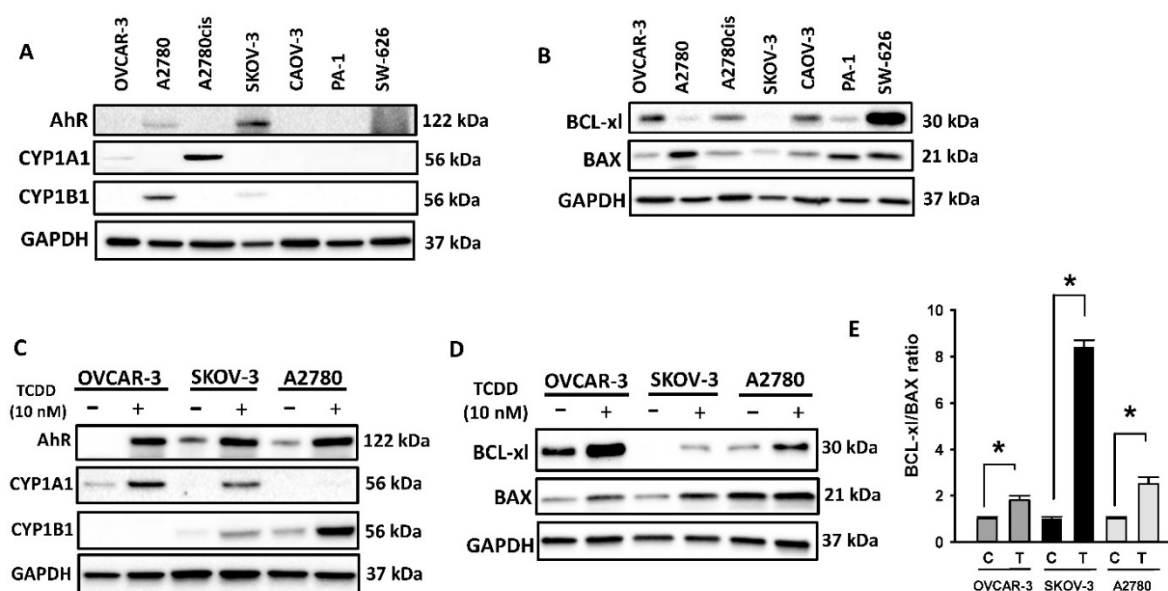 A
OVCAR-3 A2780 A2780cis SKOV-3 CAOV-3 PA-1 SW-626
AhR 122 kDa
CYP1A1 56 kDa
CYP1B1 56 kDa
GAPDH 37 kDa
B
OVCAR-3 A2780 A2780cis SKOV-3 CAOV-3 PA-1 SW-626
BCL-xl 30 kDa
BAX 21 kDa
GAPDH 37 kDa
C
OVCAR-3 SKOV-3 A2780
TCDD
(10 nM) - + - + - +
AhR 122 kDa
CYP1A1 56 kDa
CYP1B1 56 kDa
GAPDH 37 kDa
D
OVCAR-3 SKOV-3 A2780
TCDD
(10 nM) - + - + - +
BCL-xl 30 kDa
BAX 21 kDa
GAPDH 37 kDa
E
BCL-xl/BAX ratio
10
8
6
4
2
0
* * *
C T C T C T
OVCAR-3 SKOV-3 A2780